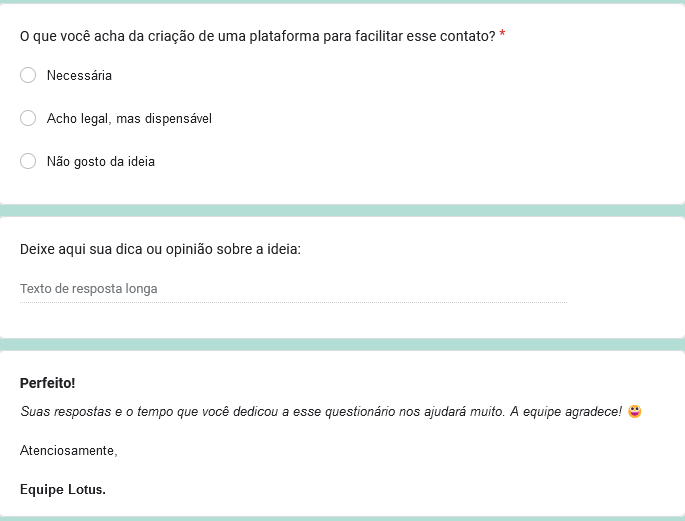 O que você acha da criação de uma plataforma para facilitar esse contato? *
Necessária
Acho legal, mas dispensável
Não gosto da ideia
Deixe aqui sua dica ou opinião sobre a ideia:
Texto de resposta longa
Perfeito!
Suas respostas e o tempo que você dedicou a esse questionário nos ajudará muito. A equipe agradece! 😀
Atenciosamente,
Equipe Lotus.